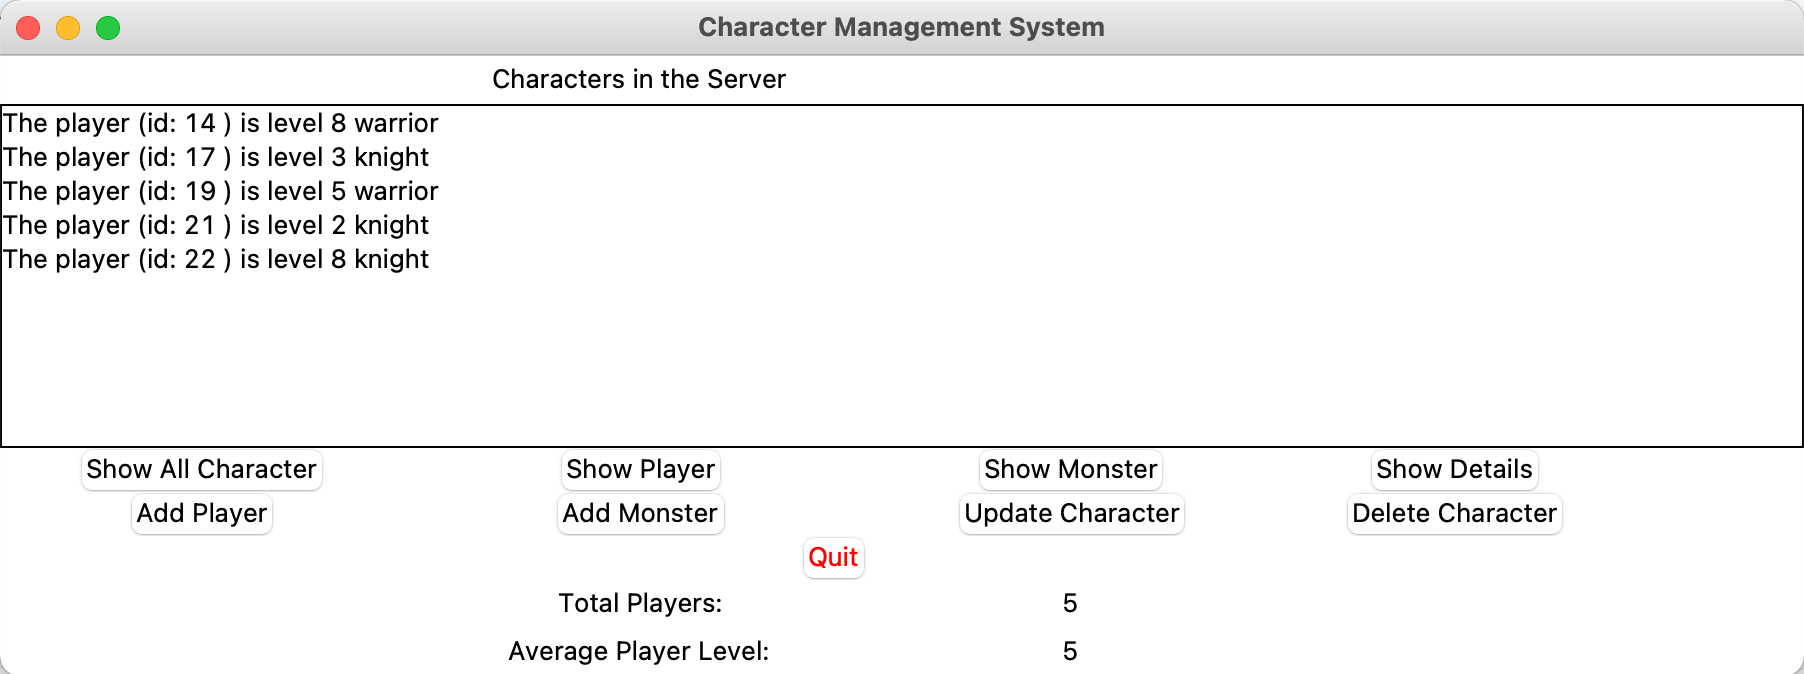 Character Management System
Characters in the Server
The player (id: 14 ) is level 8 warrior
The player (id: 17 ) is level 3 knight
The player (id: 19 ) is level 5 warrior
The player (id: 21 ) is level 2 knight
The player (id: 22 ) is level 8 knight
Show All Character Show Player Show Monster Show Details
Add Player Add Monster Update Character Delete Character
Quit
Total Players: 5
Average Player Level: 5